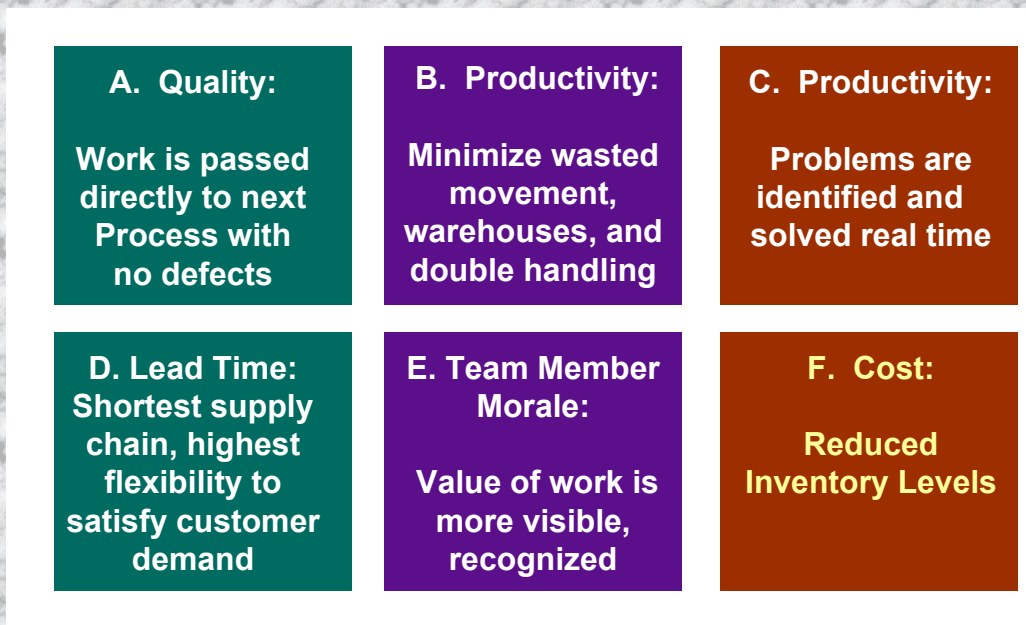 A. Quality:
Work is passed
directly to next
Process with
no defects
B. Productivity:
Minimize wasted
movement,
warehouses, and
double handling
C. Productivity:
Problems are
identified and
solved real time
D. Lead Time:
Shortest supply
chain, highest
flexibility to
satisfy customer
demand
E. Team Member
Morale:
Value of work is
more visible,
recognized
F. Cost:
Reduced
Inventory Levels